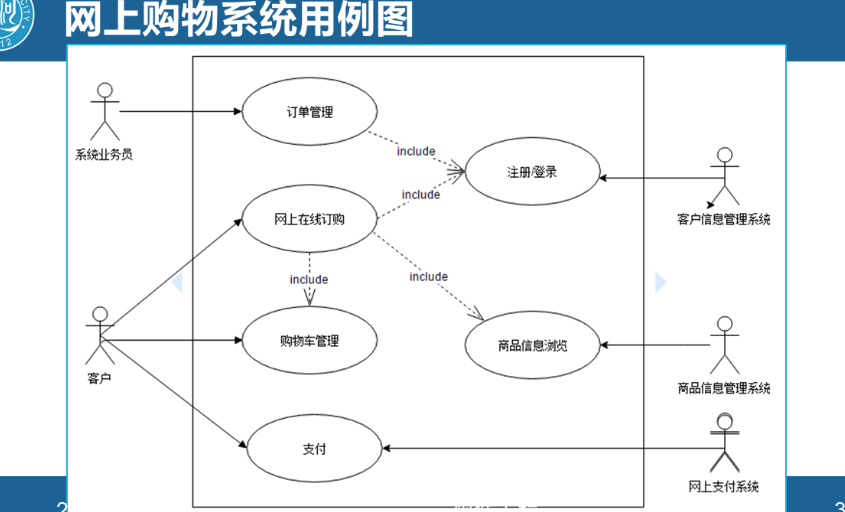 网上购物系统用例图
订单管理
系统业务员
include
注册/登录
include
网上在线订购
客户信息管理系统
include
include
购物车管理
商品信息浏览
客户
商品信息管理系统
支付
网上支付系统
2
3